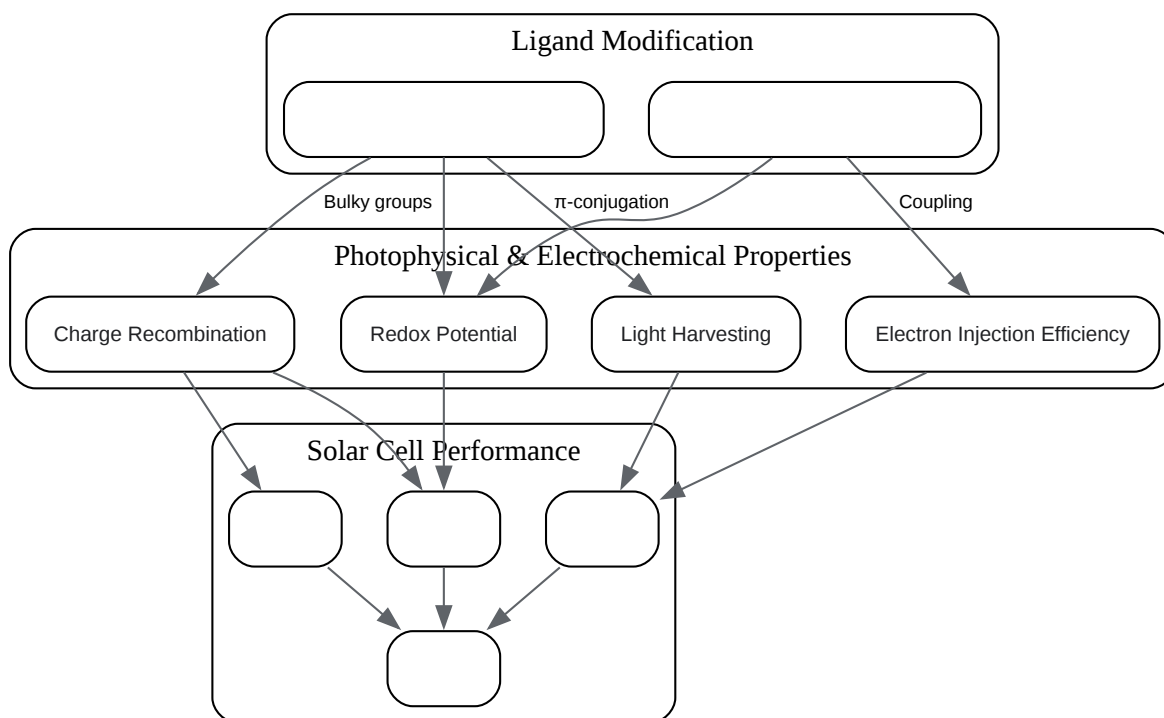 Ligand Modification
Bulky groups
π-conjugation
Coupling
Photophysical & Electrochemical Properties
Charge Recombination
Redox Potential
Light Harvesting
Electron Injection Efficiency
Solar Cell Performance